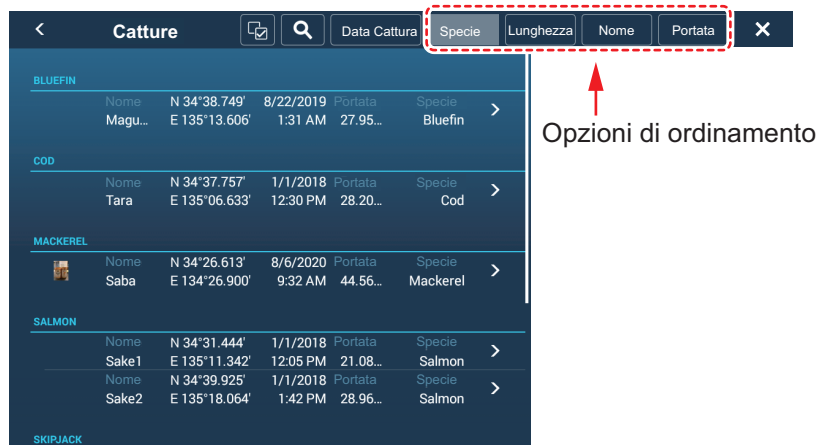 Catture Data Cattura Specie Lunghezza Nome Portata
Opzioni di ordinamento
BLUEFIN
Nome N 34°38.749' 8/22/2019 Portata Specie
Magu... E 135°13.606' 1:31 AM 27.95... Bluefin
COD
Nome N 34°37.757' 1/1/2018 Portata Specie
Tara E 135°06.633' 12:30 PM 28.20... Cod
MACKEREL
Nome N 34°26.613' 8/6/2020 Portata Specie
Saba E 134°26.900' 9:32 AM 44.56... Mackerel
SALMON
Nome N 34°31.444' 1/1/2018 Portata Specie
Sake1 E 135°11.342' 12:05 PM 21.08... Salmon
Nome N 34°39.925' 1/1/2018 Portata Specie
Sake2 E 135°18.064' 1:42 PM 28.96... Salmon
SKIPJACK